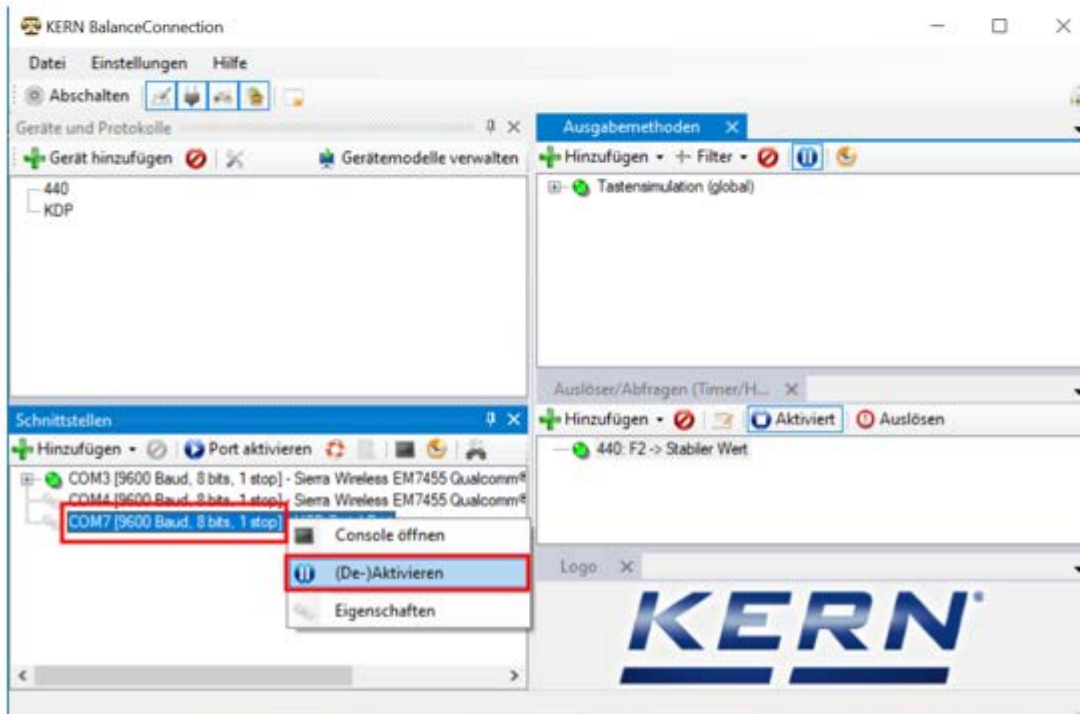 KERN BalanceConnection
Datei Einstellungen Hilfe
Abschalten
Geräte und Protokolle
Gerät hinzufügen Gerätemodelle verwalten
440
KDP
Ausgabemethoden
Hinzufügen Filter
Tastensimulation (global)
Auslöser/Abfragen (Timer/H...
Hinzufügen Aktiviert Auslösen
440: F2 -> Stabiler Wert
Schnittstellen
Hinzufügen Port aktivieren
COM3 [9600 Baud, 8 bits, 1 stop] - Sierra Wireless EM7455 Qualcomm®
COM4 [9600 Baud, 8 bits, 1 stop] - Sierra Wireless EM7455 Qualcomm®
COM7 [9600 Baud, 8 bits, 1 stop]
Console öffnen
(De-)Aktivieren
Eigenschaften
Logo
KERN